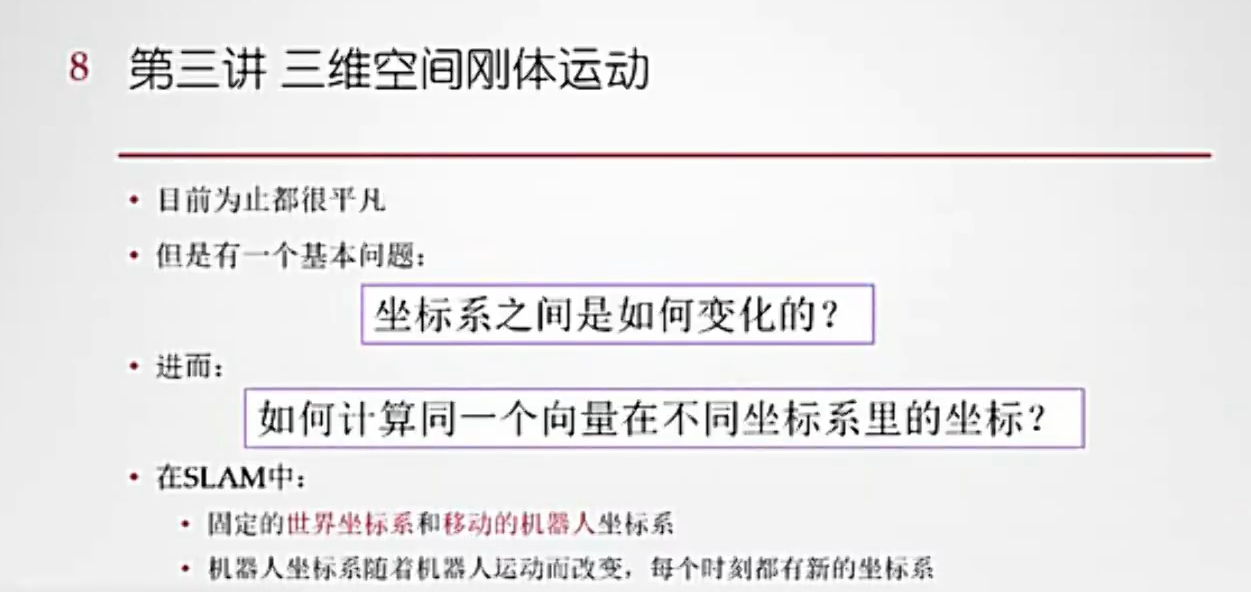 8 第三讲 三维空间刚体运动
• 目前为止都很平凡
• 但是有一个基本问题：
坐标系之间是如何变化的？
• 进而：
如何计算同一个向量在不同坐标系里的坐标？
• 在SLAM中：
• 固定的世界坐标系和移动的机器人坐标系
• 机器人坐标系随着机器人运动而改变，每个时刻都有新的坐标系